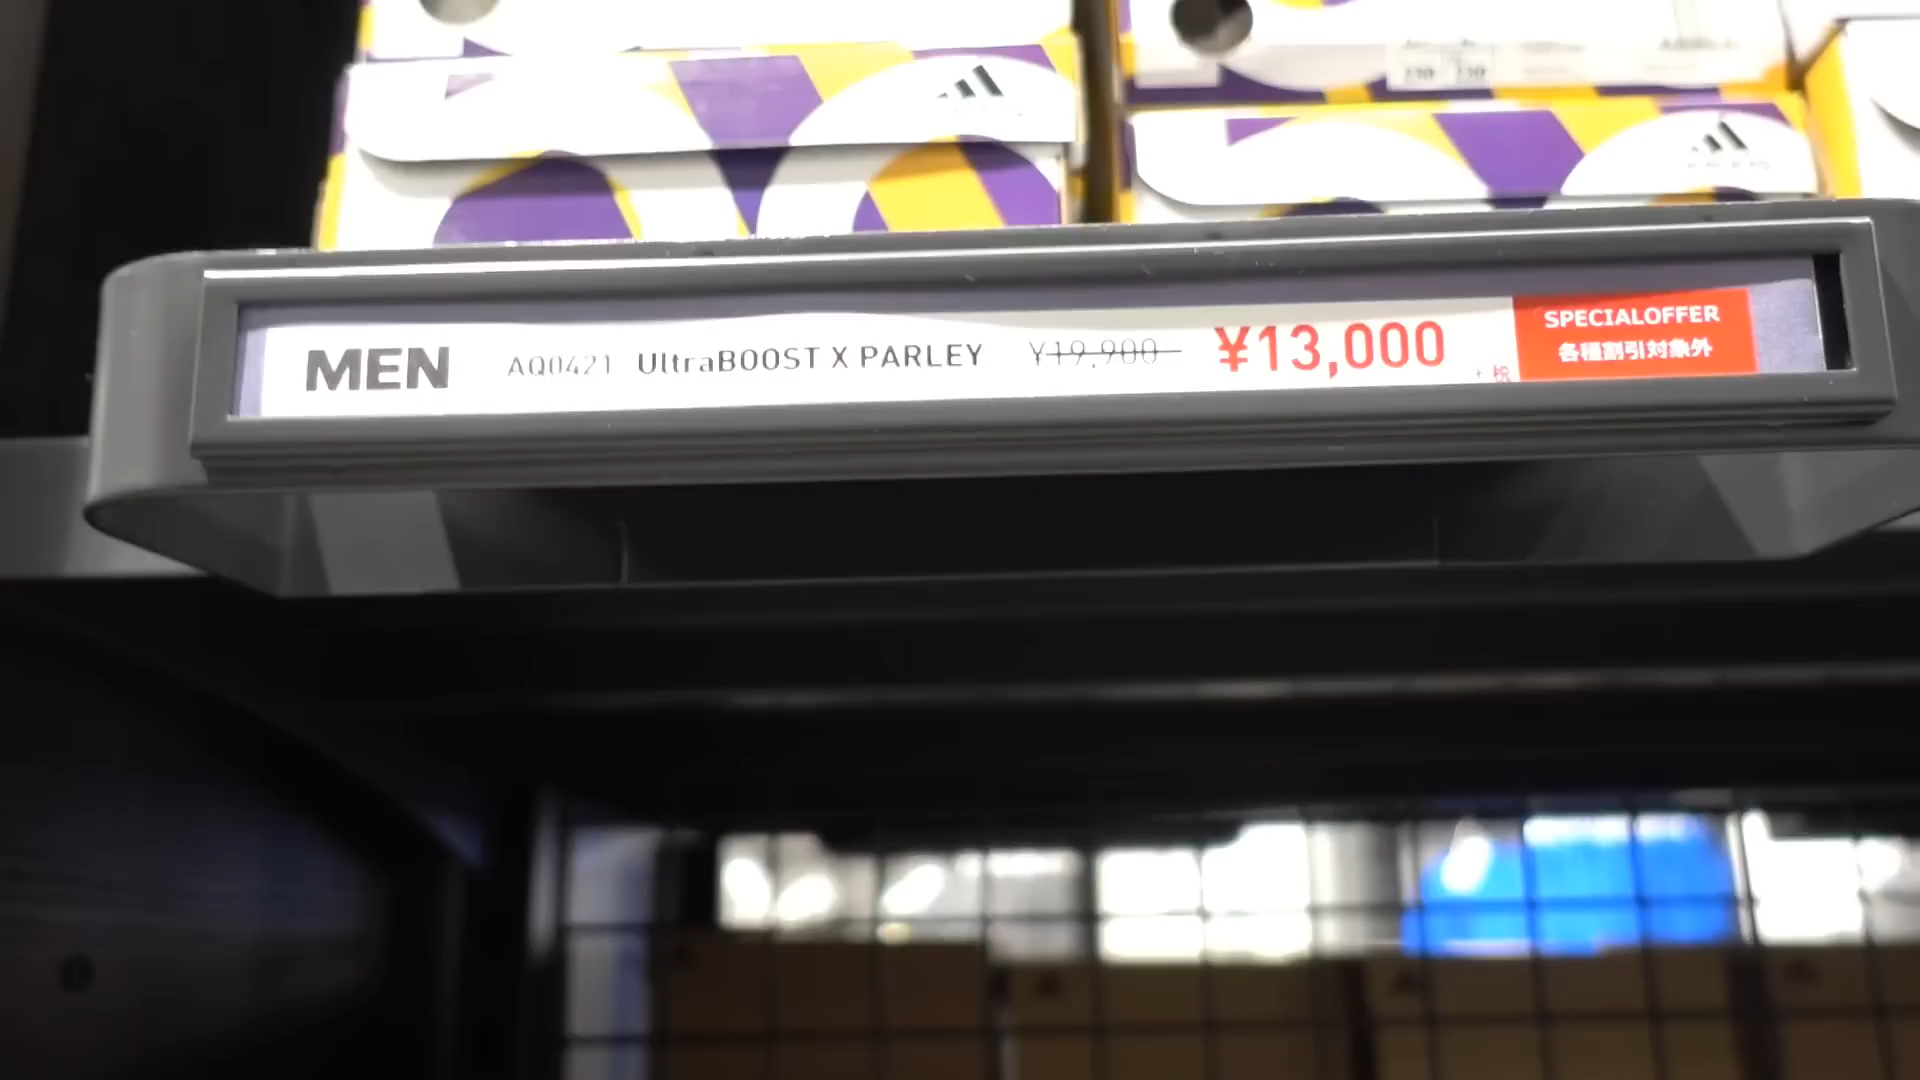 MEN AQ0421 UltraBOOST X PARLEY ¥19,900 ¥13,000 +税
SPECIALOFFER
各種割引対象外